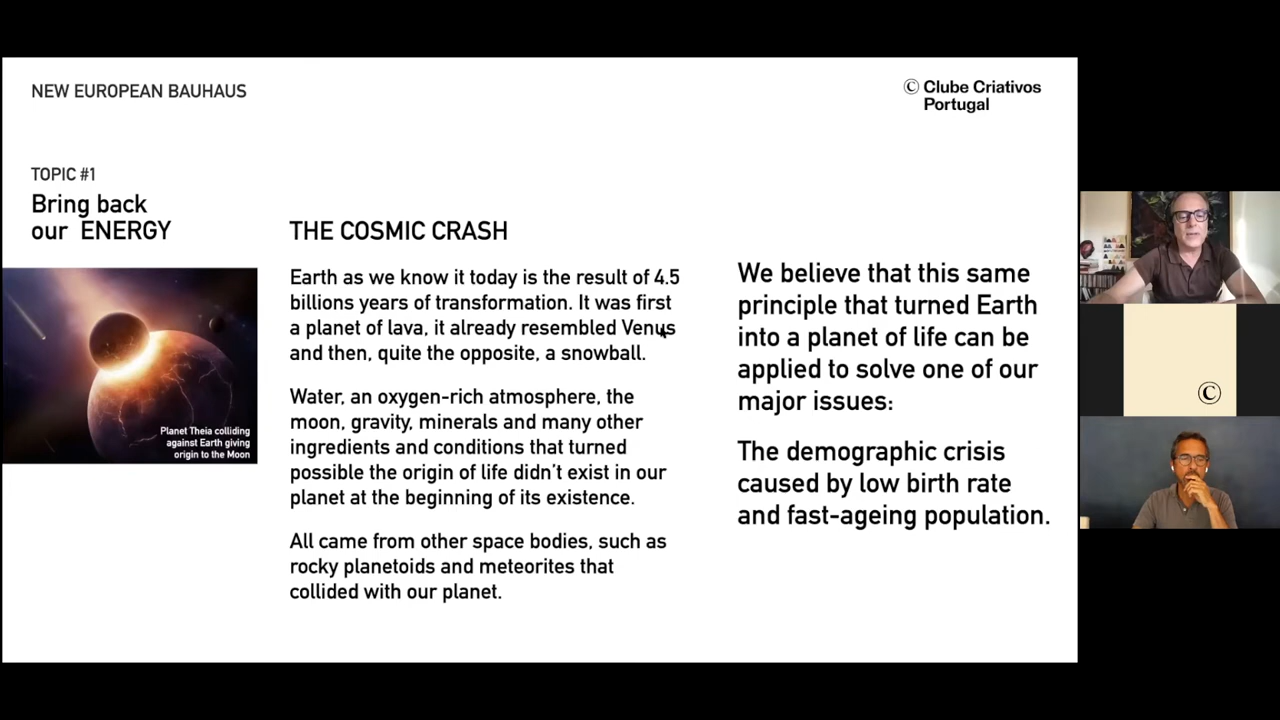 NEW EUROPEAN BAUHAUS
© Clube Criativos
Portugal
TOPIC #1
Bring back
our ENERGY
Planet Theia colliding
against Earth giving
origin to the Moon
THE COSMIC CRASH
Earth as we know it today is the result of 4.5
billions years of transformation. It was first
a planet of lava, it already resembled Venus
and then, quite the opposite, a snowball.
Water, an oxygen-rich atmosphere, the
moon, gravity, minerals and many other
ingredients and conditions that turned
possible the origin of life didn't exist in our
planet at the beginning of its existence.
All came from other space bodies, such as
rocky planetoids and meteorites that
collided with our planet.
We believe that this same
principle that turned Earth
into a planet of life can be
applied to solve one of our
major issues:
The demographic crisis
caused by low birth rate
and fast-ageing population.
©